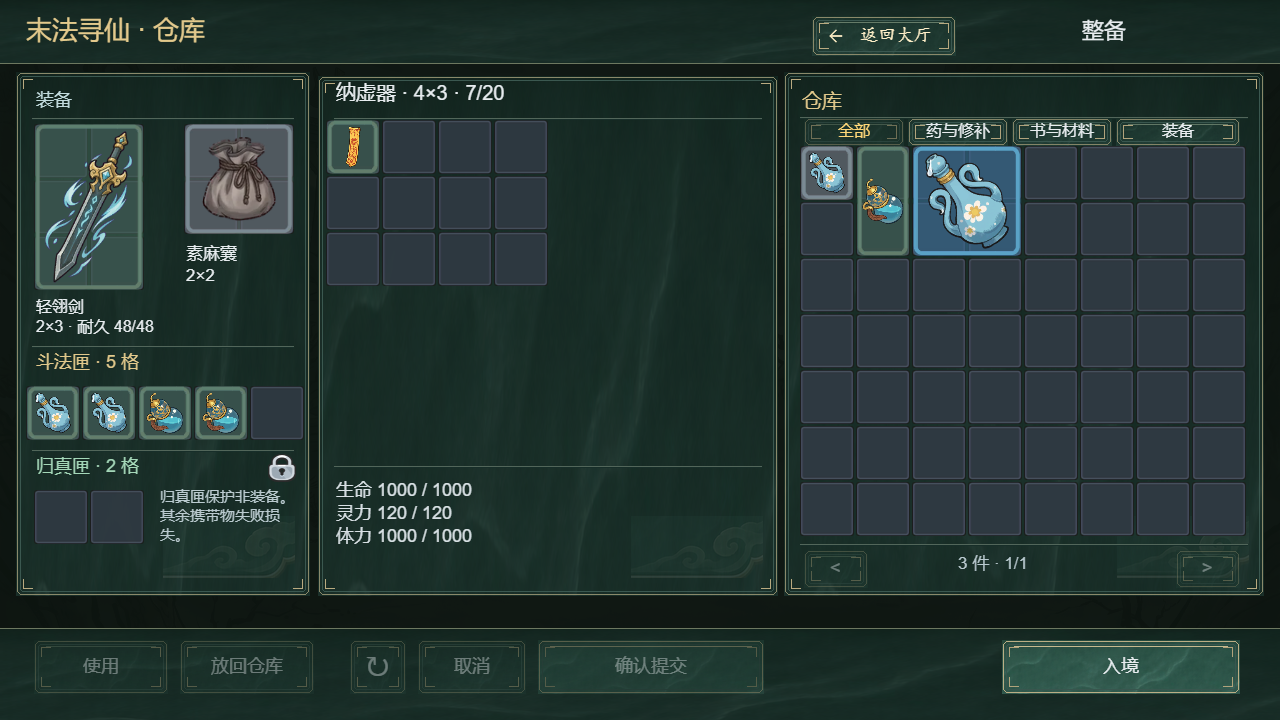 末法寻仙 · 仓库
← 返回大厅
整备
装备
素麻囊
2×2
轻翎剑
2×3 · 耐久 48/48
斗法匣 · 5 格
归真匣 · 2 格
归真匣保护非装备。
其余携带物失败损
失。
纳虚器 · 4×3 · 7/20
生命 1000 / 1000
灵力 120 / 120
体力 1000 / 1000
仓库
全部
药与修补
书与材料
装备
<
3 件 · 1/1
>
使用
放回仓库
↻
取消
确认提交
入境